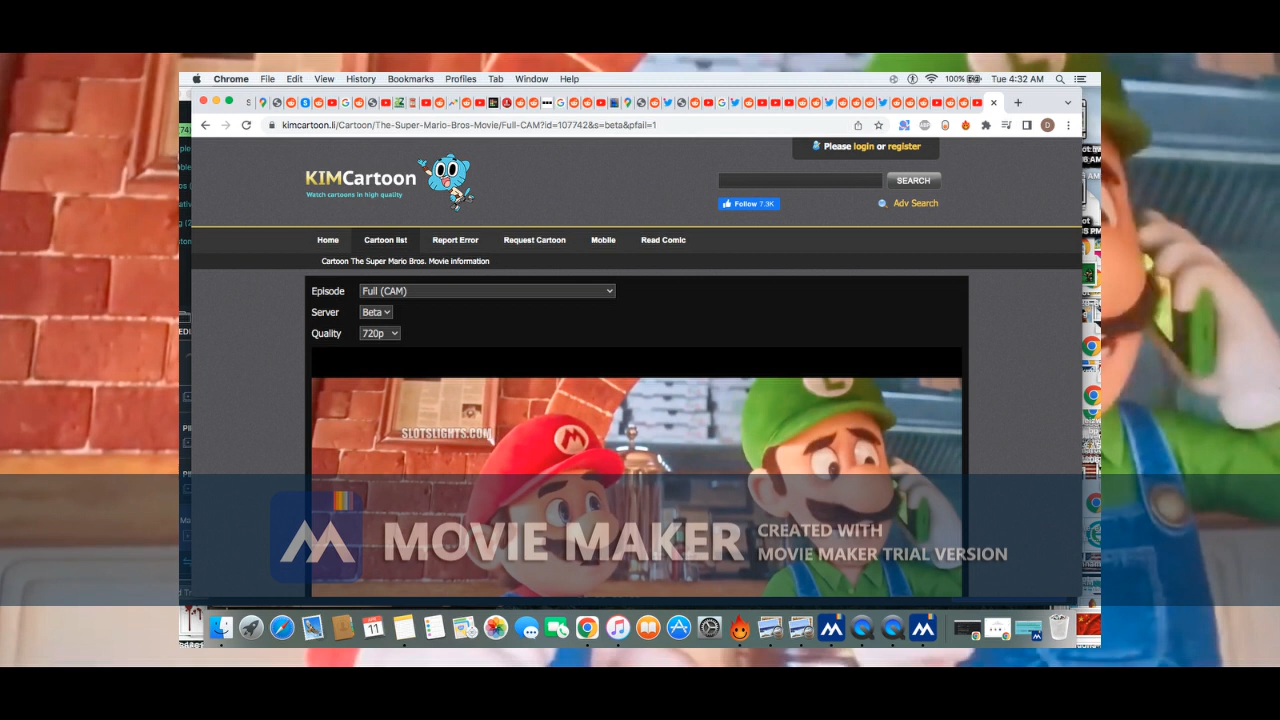 Chrome File Edit View History Bookmarks Profiles Tab Window Help 100% Tue 4:32 AM
kimcartoon.li/Cartoon/The-Super-Mario-Bros-Movie/Full-CAM?id=107742&s=beta&pfail=1
D
Please login or register
KIMCartoon
Watch cartoons in high quality
SEARCH
Follow 7.3K
Adv Search
Home Cartoon list Report Error Request Cartoon Mobile Read Comic
Cartoon The Super Mario Bros. Movie information
Episode Full (CAM)
Server Beta
Quality 720p
SLOTSLIGHTS.COM
M
L
MOVIE MAKER
CREATED WITH
MOVIE MAKER TRIAL VERSION
11